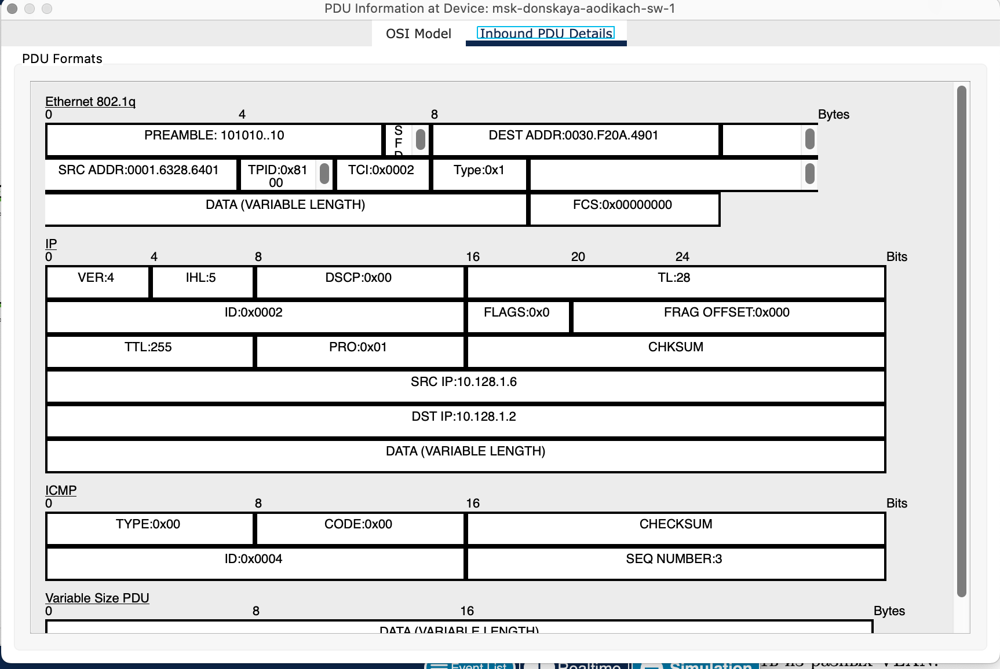 PDU Information at Device: msk-donskaya-aodikach-sw-1
OSI Model Inbound PDU Details
PDU Formats
Ethernet 802.1q
0 4 8 Bytes
PREAMBLE: 101010..10 SFD DEST ADDR:0030.F20A.4901
SRC ADDR:0001.6328.6401 TPID:0x8100 TCI:0x0002 Type:0x1
DATA (VARIABLE LENGTH) FCS:0x00000000
IP
0 4 8 16 20 24 Bits
VER:4 IHL:5 DSCP:0x00 TL:28
ID:0x0002 FLAGS:0x0 FRAG OFFSET:0x000
TTL:255 PRO:0x01 CHKSUM
SRC IP:10.128.1.6
DST IP:10.128.1.2
DATA (VARIABLE LENGTH)
ICMP
0 8 16 Bits
TYPE:0x00 CODE:0x00 CHECKSUM
ID:0x0004 SEQ NUMBER:3
Variable Size PDU
0 8 16 Bytes
DATA (VARIABLE LENGTH)
Event List Realtime Simulation из разных VLAN.